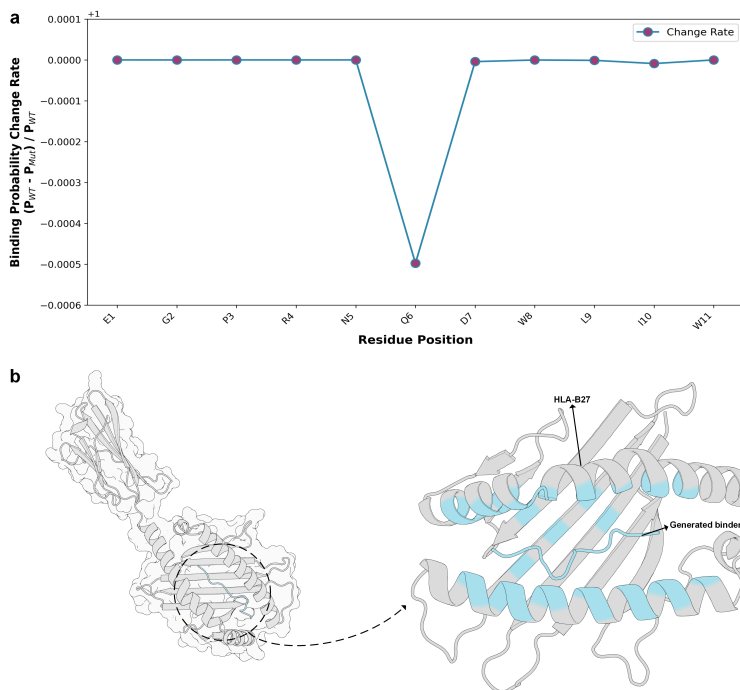 a
+1
0.0001
0.0000
−0.0001
−0.0002
−0.0003
−0.0004
−0.0005
−0.0006
Binding Probability Change Rate
(P_WT - P_Mut) / P_WT
Change Rate
E1
G2
P3
R4
N5
Q6
D7
W8
L9
I10
W11
Residue Position
b
HLA-B27
Generated binder